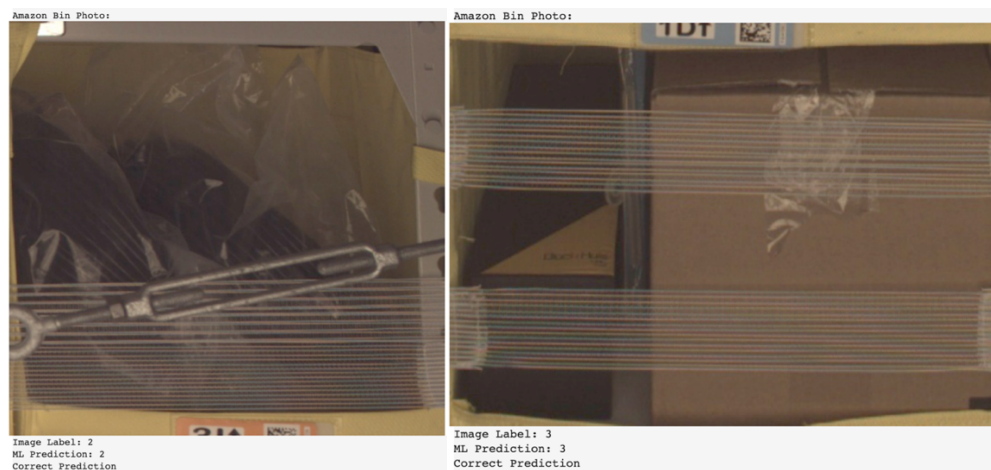 Amazon Bin Photo:
Image Label: 2
ML Prediction: 2
Correct Prediction
Amazon Bin Photo:
1D↑
Image Label: 3
ML Prediction: 3
Correct Prediction